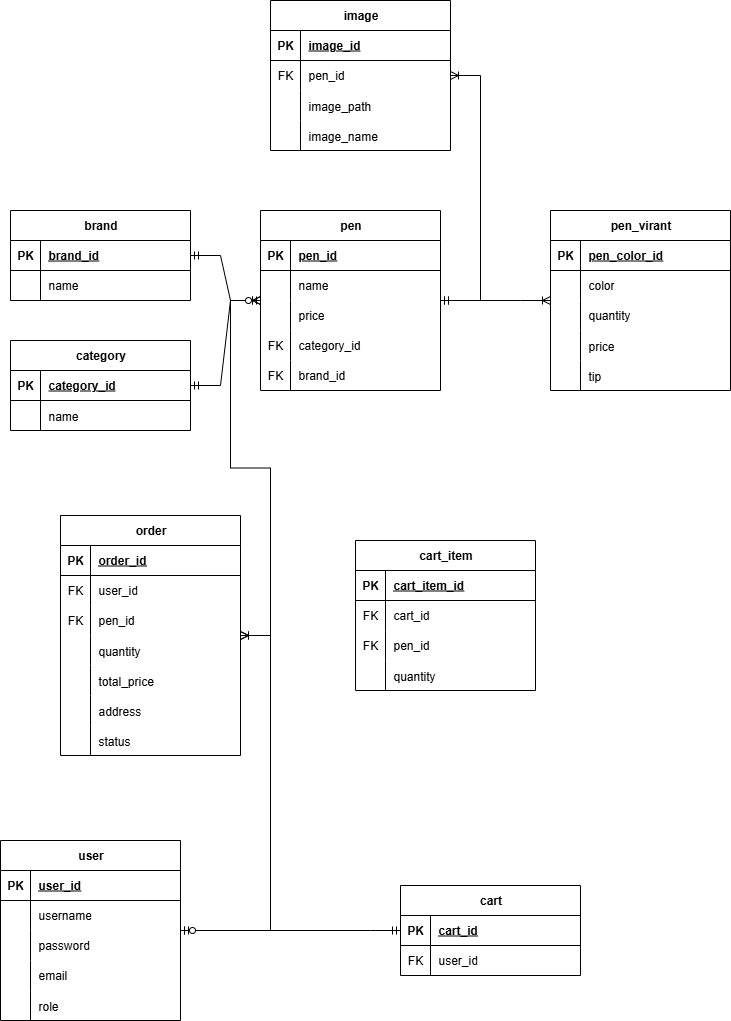 image
PK image_id
FK pen_id
image_path
image_name
brand
PK brand_id
name
pen
PK pen_id
name
price
FK category_id
FK brand_id
pen_virant
PK pen_color_id
color
quantity
price
tip
category
PK category_id
name
order
PK order_id
FK user_id
FK pen_id
quantity
total_price
address
status
cart_item
PK cart_item_id
FK cart_id
FK pen_id
quantity
user
PK user_id
username
password
email
role
cart
PK cart_id
FK user_id